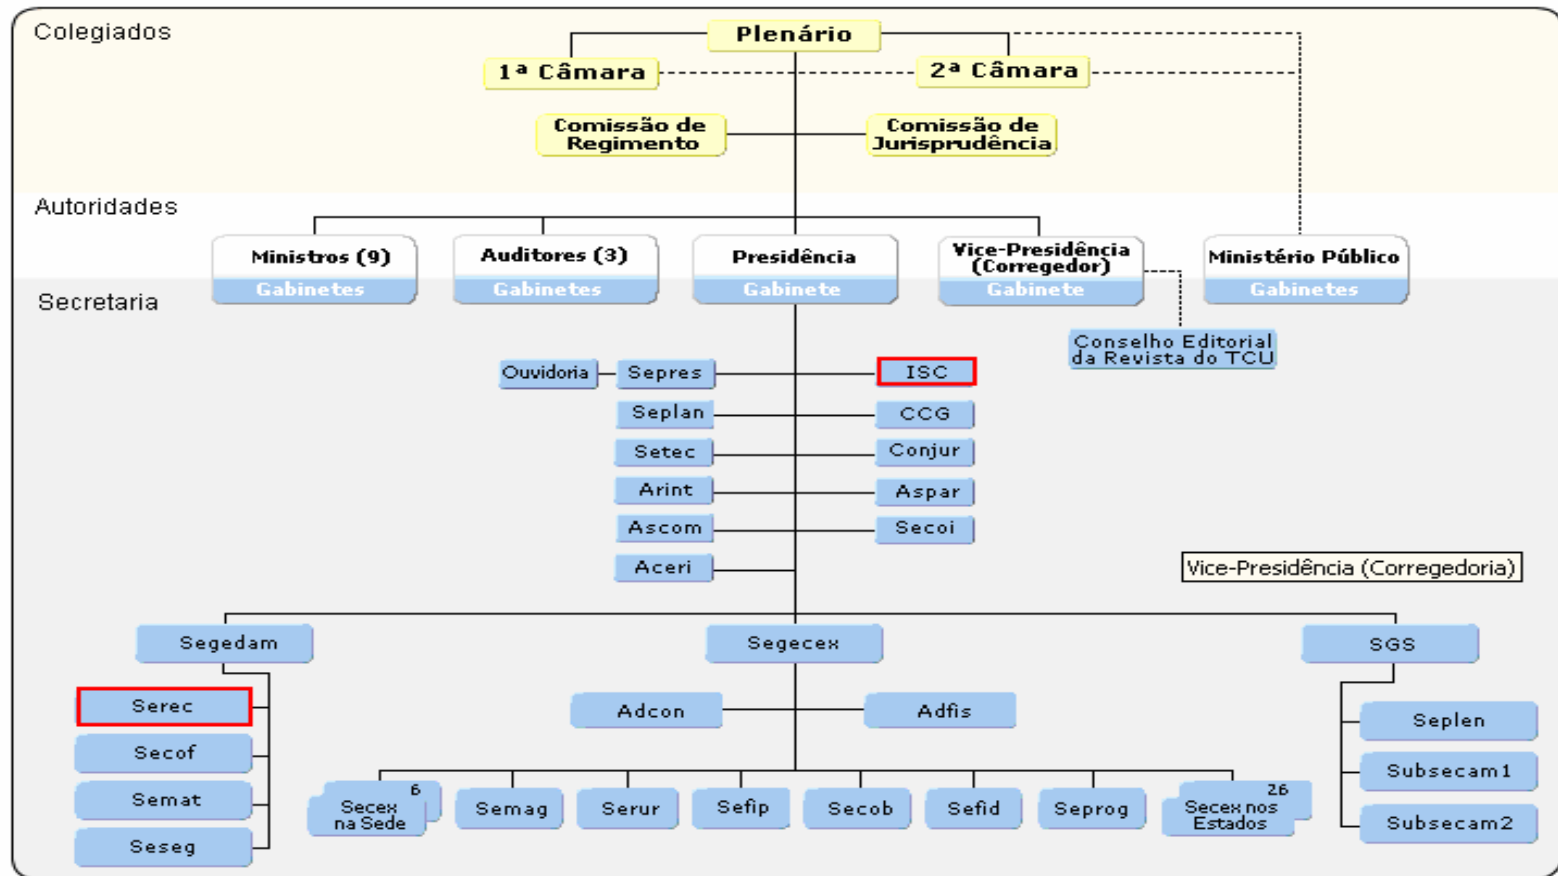 Colegiados
Plenário
1ª Câmara
2ª Câmara
Comissão de
Regimento
Comissão de
Jurisprudência
Autoridades
Ministros (9)
Gabinetes
Auditores (3)
Gabinetes
Presidência
Gabinete
Vice-Presidência
(Corregedor)
Gabinete
Ministério Público
Gabinetes
Secretaria
Conselho Editorial
da Revista do TCU
Ouvidoria
Sepres
ISC
Seplan
CCG
Setec
Conjur
Arint
Aspar
Ascom
Secoi
Aceri
Vice-Presidência (Corregedoria)
Segedam
Segecex
SGS
Serec
Secof
Semat
Seseg
Adcon
Adfis
Seplen
Subsecam1
Subsecam2
6
Secex
na Sede
Semag
Serur
Sefip
Secob
Sefid
Seprog
26
Secex nos
Estados